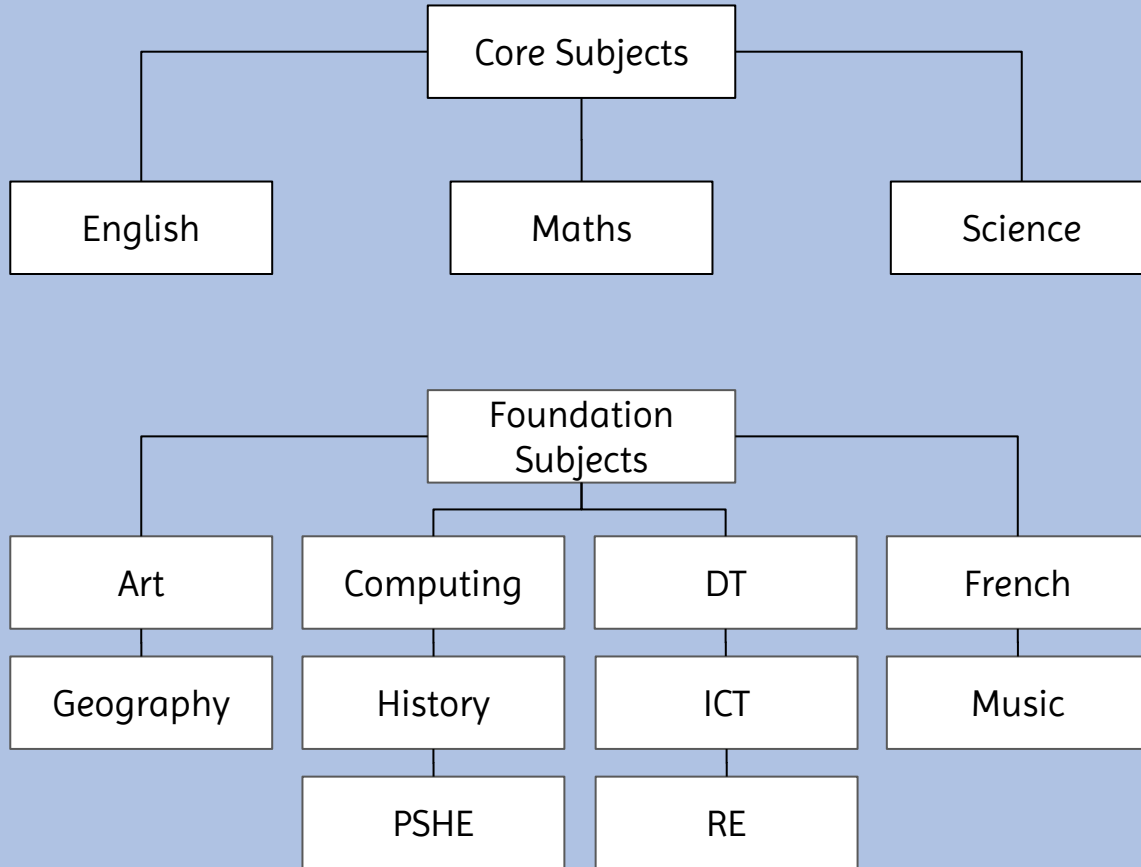 Core Subjects
English
Maths
Science
Foundation
Subjects
Art
Computing
DT
French
Geography
History
ICT
Music
PSHE
RE